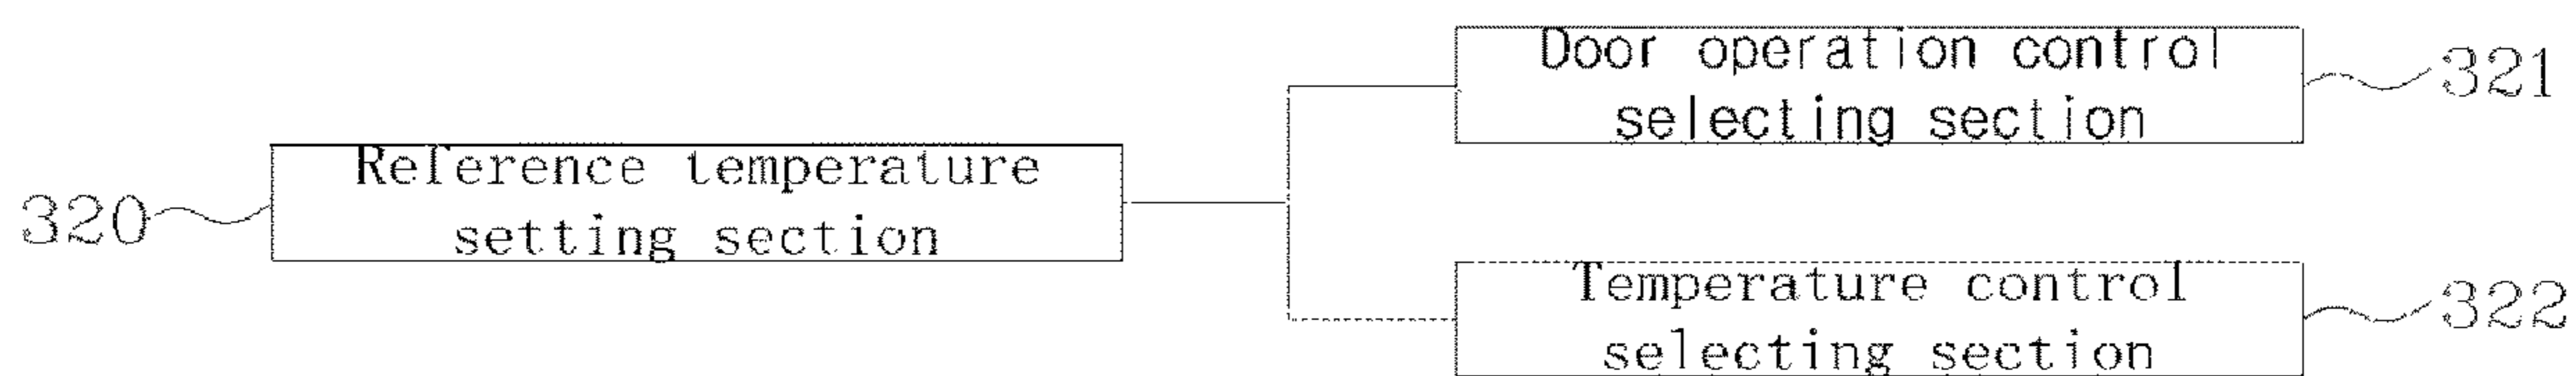 Door operation control
selecting section
321
Reference temperature
setting section
320
Temperature control
selecting section
322